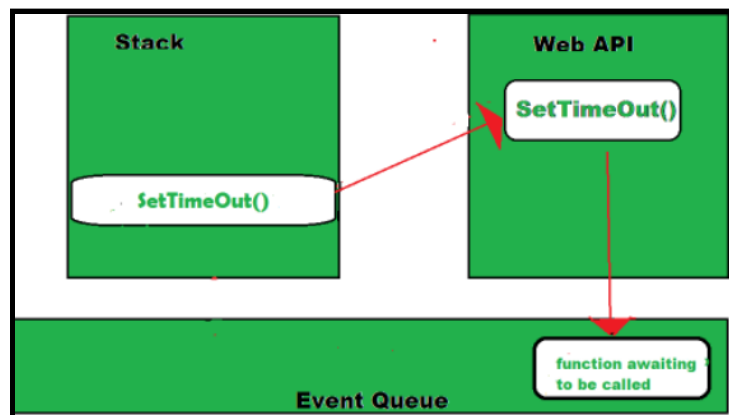 Stack
Web API
SetTimeOut()
SetTimeOut()
function awaiting
to be called
Event Queue